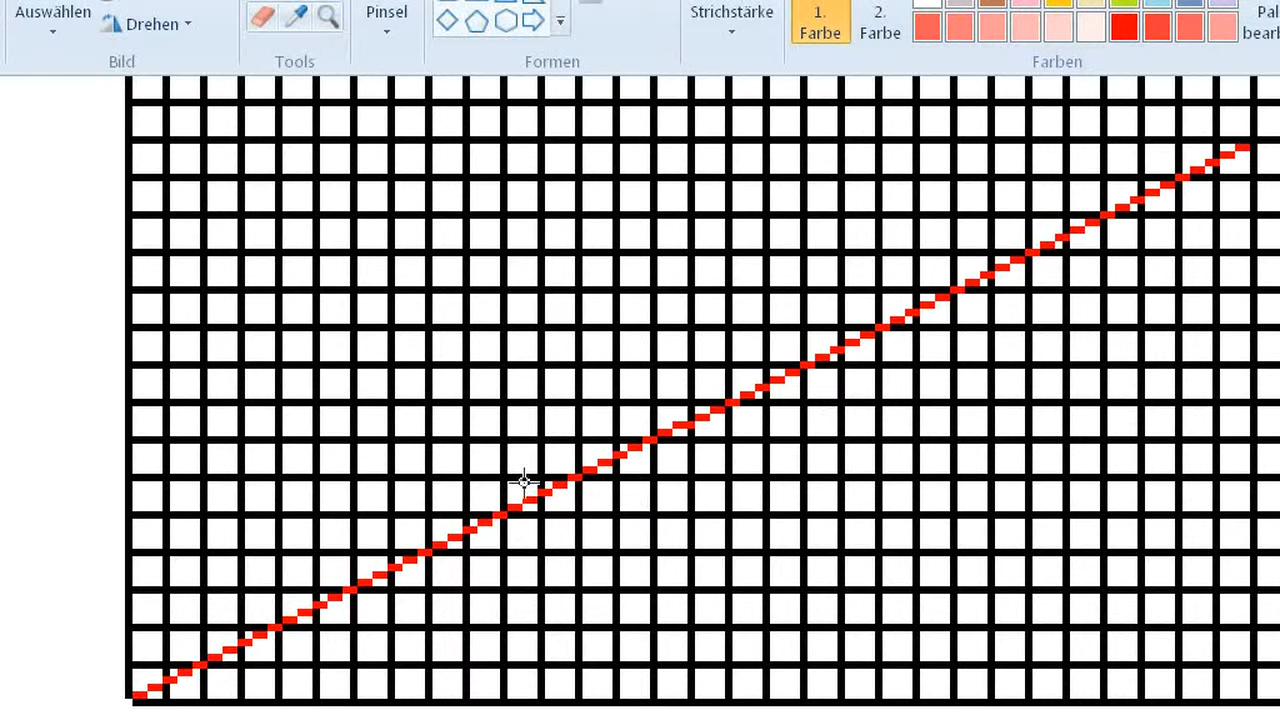 Auswählen
Drehen
Bild
Tools
Pinsel
Formen
Strichstärke
1.
Farbe
2.
Farbe
Farben